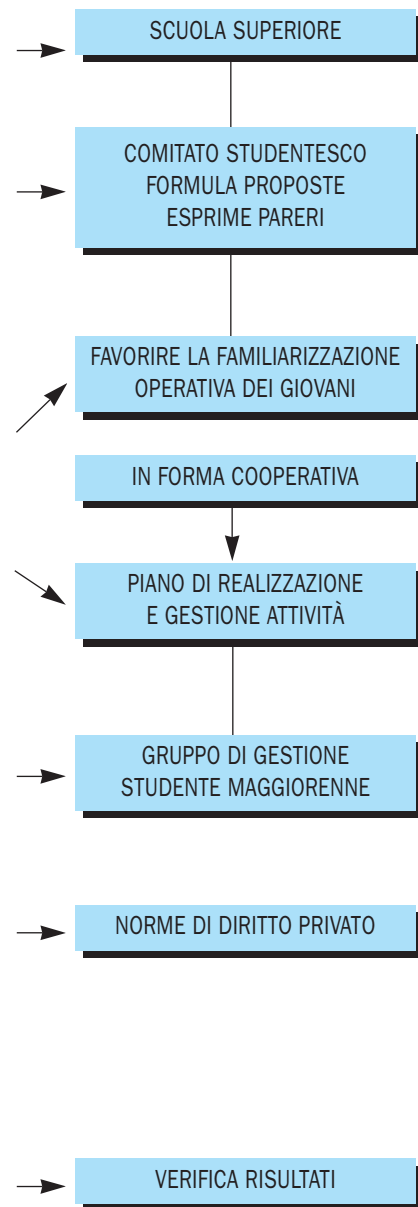 SCUOLA SUPERIORE
COMITATO STUDENTESCO
FORMULA PROPOSTE
ESPRIME PARERI
FAVORIRE LA FAMILIARIZZAZIONE
OPERATIVA DEI GIOVANI
IN FORMA COOPERATIVA
PIANO DI REALIZZAZIONE
E GESTIONE ATTIVITÀ
GRUPPO DI GESTIONE
STUDENTE MAGGIORENNE
NORME DI DIRITTO PRIVATO
VERIFICA RISULTATI